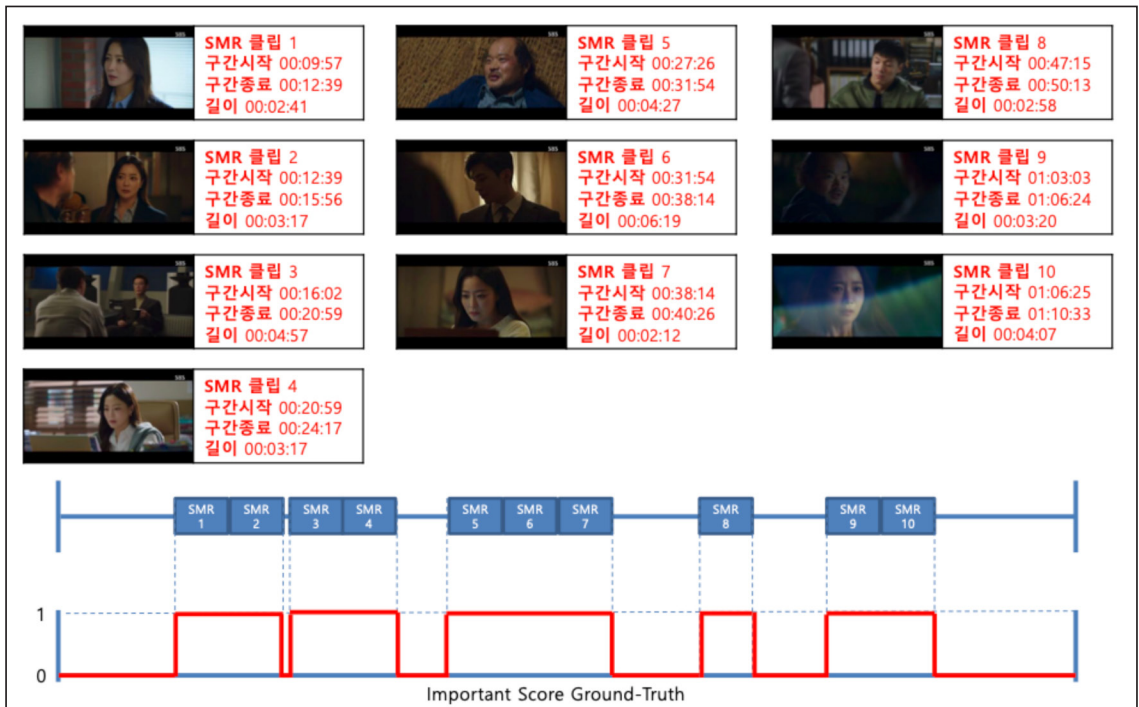 SBS
SMR 클립 1
구간시작 00:09:57
구간종료 00:12:39
길이 00:02:41
SBS
SMR 클립 2
구간시작 00:12:39
구간종료 00:15:56
길이 00:03:17
SBS
SMR 클립 3
구간시작 00:16:02
구간종료 00:20:59
길이 00:04:57
SBS
SMR 클립 4
구간시작 00:20:59
구간종료 00:24:17
길이 00:03:17
SBS
SMR 클립 5
구간시작 00:27:26
구간종료 00:31:54
길이 00:04:27
SBS
SMR 클립 6
구간시작 00:31:54
구간종료 00:38:14
길이 00:06:19
SBS
SMR 클립 7
구간시작 00:38:14
구간종료 00:40:26
길이 00:02:12
SBS
SMR 클립 8
구간시작 00:47:15
구간종료 00:50:13
길이 00:02:58
SBS
SMR 클립 9
구간시작 01:03:03
구간종료 01:06:24
길이 00:03:20
SBS
SMR 클립 10
구간시작 01:06:25
구간종료 01:10:33
길이 00:04:07
SMR
1
SMR
2
SMR
3
SMR
4
SMR
5
SMR
6
SMR
7
SMR
8
SMR
9
SMR
10
1
0
Important Score Ground-Truth